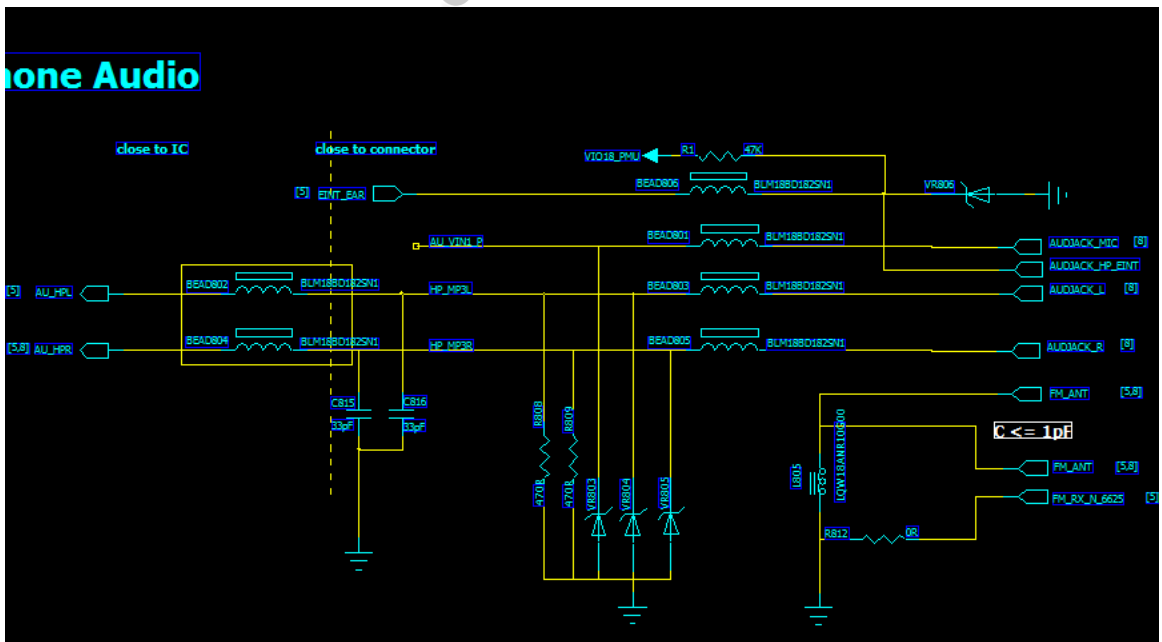 hone Audio
close to IC
close to connector
VIO18_PMU
R1
47K
BEAD806
BLM18BD182SN1
VR806
[5]
EINT_EAR
AU_VIN1_P
BEAD801
BLM18BD182SN1
AUDJACK_MIC
[8]
AUDJACK_HP_EINT
[5]
AU_HPL
BEAD802
BLM18BD182SN1
HP_MP3L
BEAD803
BLM18BD182SN1
AUDJACK_L
[8]
[5,8]
AU_HPR
BEAD804
BLM18BD182SN1
HP_MP3R
BEAD805
BLM18BD182SN1
AUDJACK_R
[8]
C815
33pF
C816
33pF
R808
470R
R809
470R
VR803
VR804
VR805
FM_ANT
[5,8]
C <= 1pF
L805
LQW18ANR10G00
FM_ANT
[5,8]
FM_RX_N_6625
[5]
R812
0R